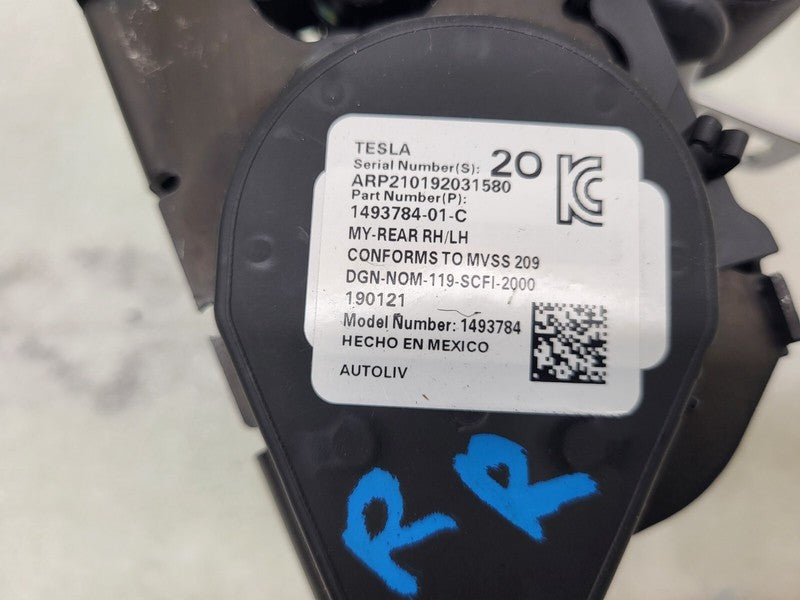 TESLA
Serial Number(S): 20
ARP210192031580
Part Number(P):
1493784-01-C
MY-REAR RH/LH
CONFORMS TO MVSS 209
DGN-NOM-119-SCFI-2000
190121
Model Number: 1493784
HECHO EN MEXICO
AUTOLIV
KC
RR